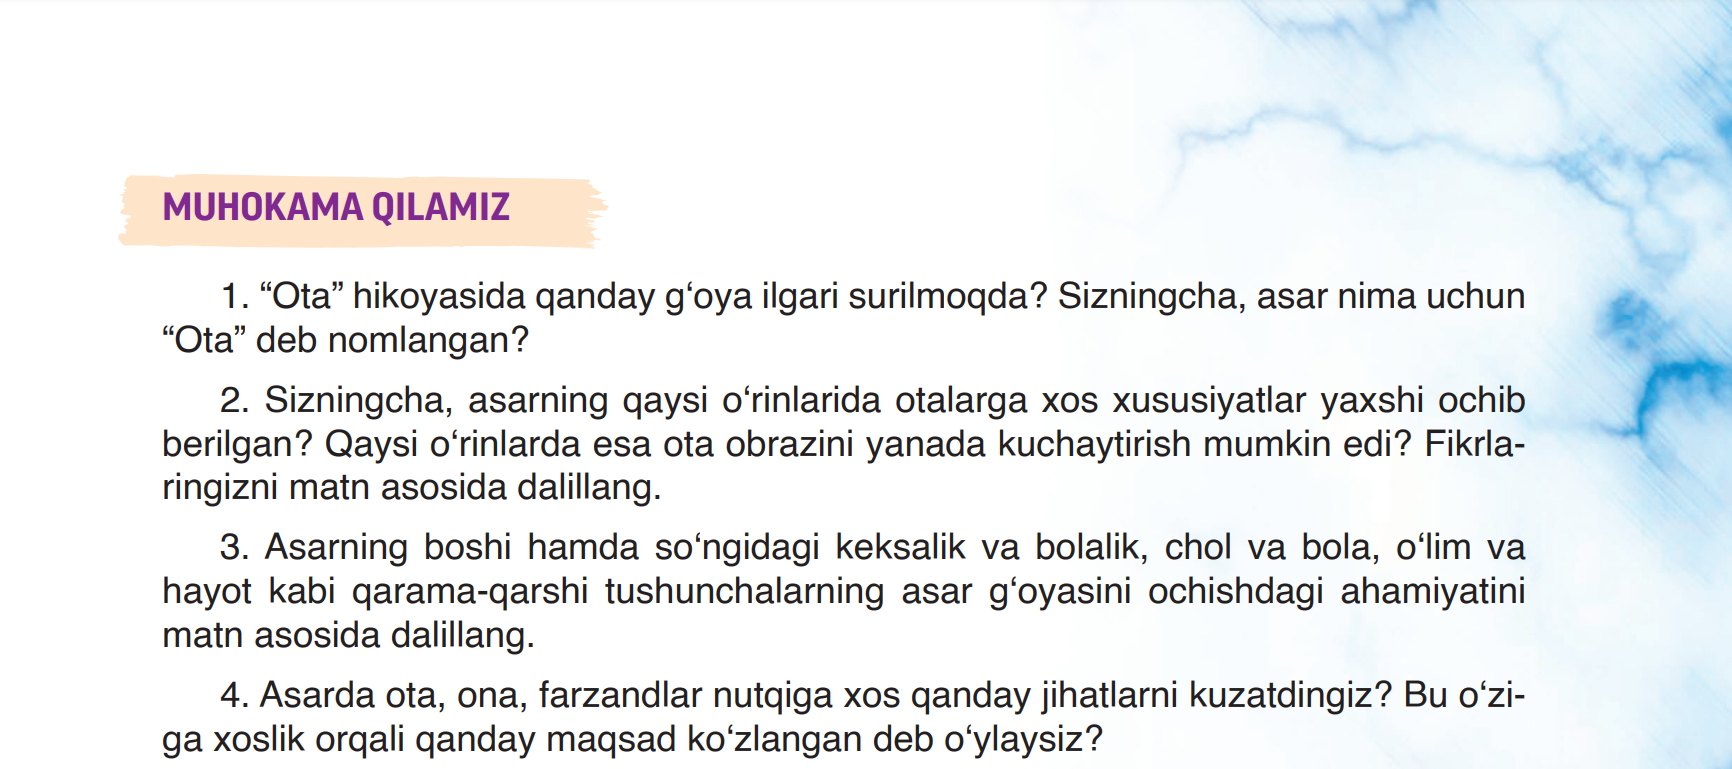 MUHOKAMA QILAMIZ
1. “Ota” hikoyasida qanday g‘oya ilgari surilmoqda? Sizningcha, asar nima uchun
“Ota” deb nomlangan?
2. Sizningcha, asarning qaysi o‘rinlarida otalarga xos xususiyatlar yaxshi ochib
berilgan? Qaysi o‘rinlarda esa ota obrazini yanada kuchaytirish mumkin edi? Fikrla-
ringizni matn asosida dalillang.
3. Asarning boshi hamda so‘ngidagi keksalik va bolalik, chol va bola, o‘lim va
hayot kabi qarama-qarshi tushunchalarning asar g‘oyasini ochishdagi ahamiyatini
matn asosida dalillang.
4. Asarda ota, ona, farzandlar nutqiga xos qanday jihatlarni kuzatdingiz? Bu o‘zi-
ga xoslik orqali qanday maqsad ko‘zlangan deb o‘ylaysiz?